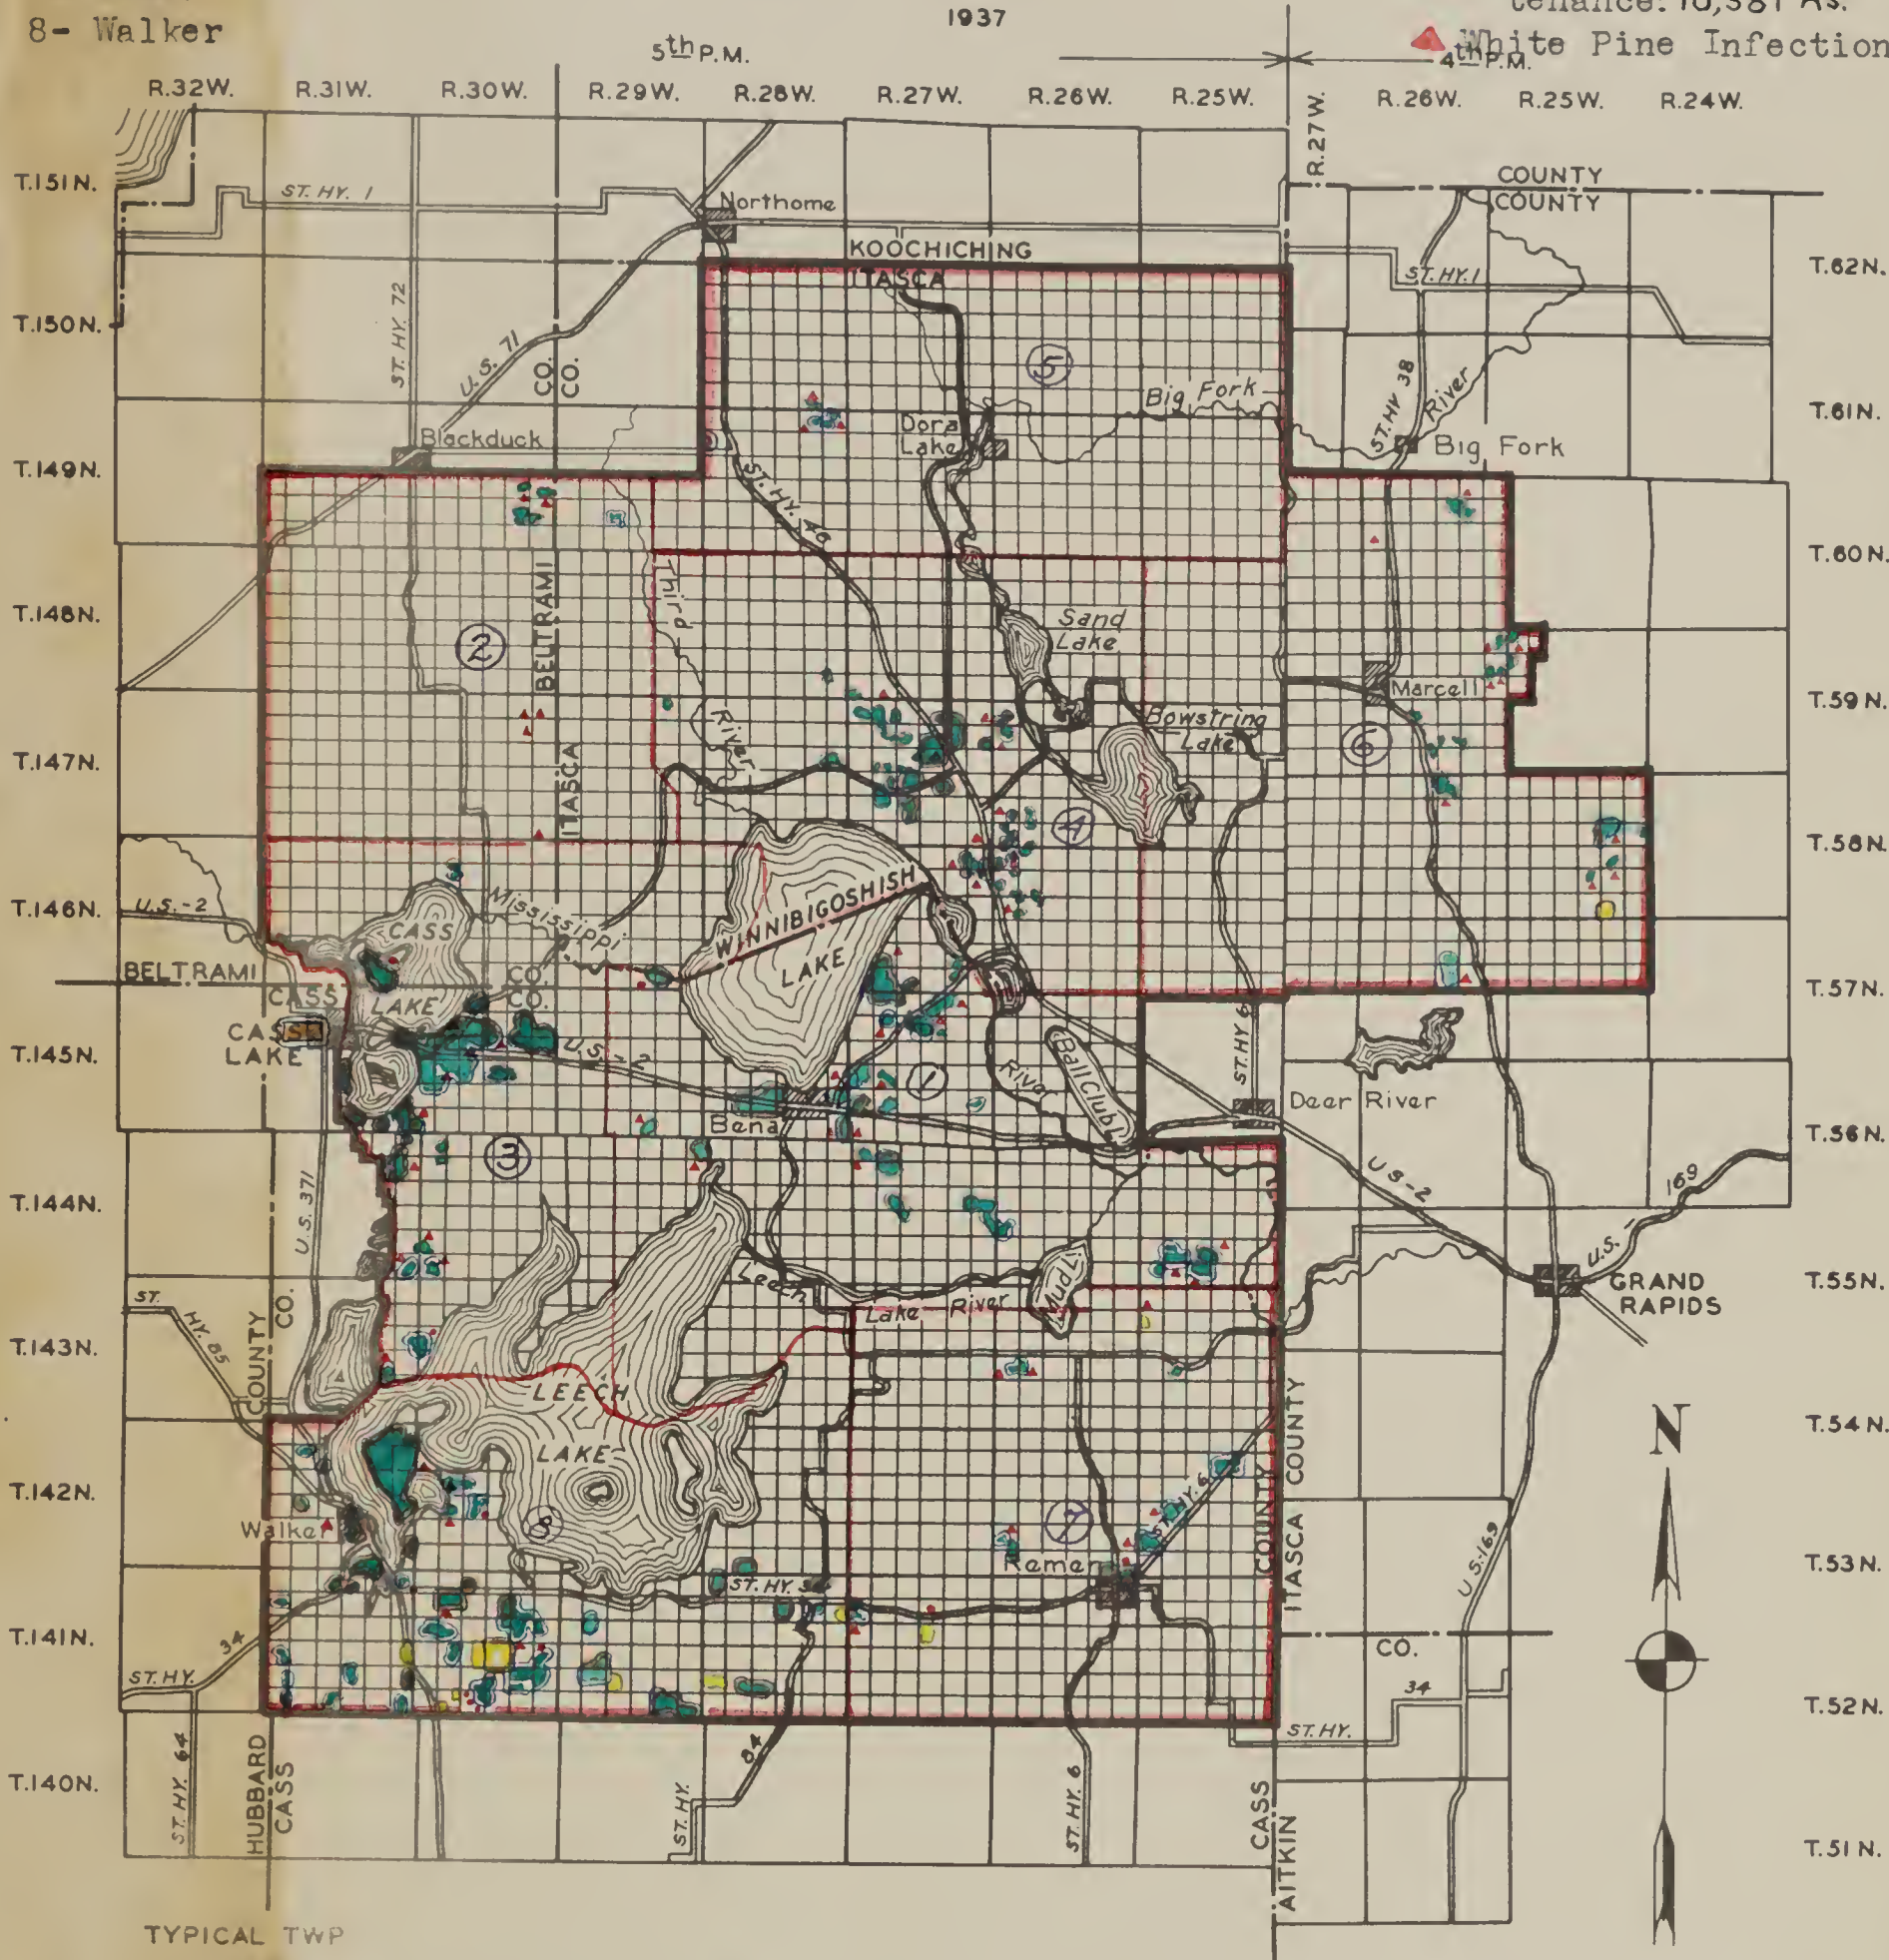 1937
tenance: 10,381 As.
8- Walker
White Pine Infection
5th P.M.
4th P.M.
R.32W. R.31W. R.30W. R.29W. R.28W. R.27W. R.26W. R.25W. R.27W. R.26W. R.25W. R.24W.
T.151N.
ST. HY. 1
Northome
COUNTY
COUNTY
KOOCHICHING
ITASCA
ST. HY. 1
T.62N.
T.150N.
ST. HY. 72
U.S. 71
CO.
CO.
5
Big Fork
River
ST. HY 38
T.61N.
Dora
Lake
Blackduck
Big Fork
T.149N.
ST. HY. 46
T.60N.
T.148N.
2
BELTRAMI
ITASCA
Third
River
Sand
Lake
Marcell
T.59N.
Bowstring
Lake
6
T.147N.
4
T.58N.
T.146N.
U.S.-2
CASS
LAKE
Mississippi
WINNIBIGOSHISH
LAKE
BELTRAMI
CASS
CO.
CO.
T.57N.
CASS
LAKE
T.145N.
U.S.-2
1
River
Ball Club
ST. HY 6
Deer River
Bena
T.56N.
3
T.144N.
U.S. 371
U S -2
169
U.S.
Leech
Lake River
Mud
GRAND
RAPIDS
T.55N.
ST.
HY. 85
COUNTY
CO.
T.143N.
LEECH
LAKE
N
T.54N.
T.142N.
Walker
8
7
ST. HY. 6
COUNTY
ITASCA COUNTY
U S.-169
Remer
T.53N.
T.141N.
34
ST. HY.
CO.
34
ST. HY.
T.52N.
ST. HY. 64
HUBBARD
CASS
T.140N.
84
ST. HY.
ST. HY. 6
CASS
AITKIN
T.51N.
TYPICAL TWP